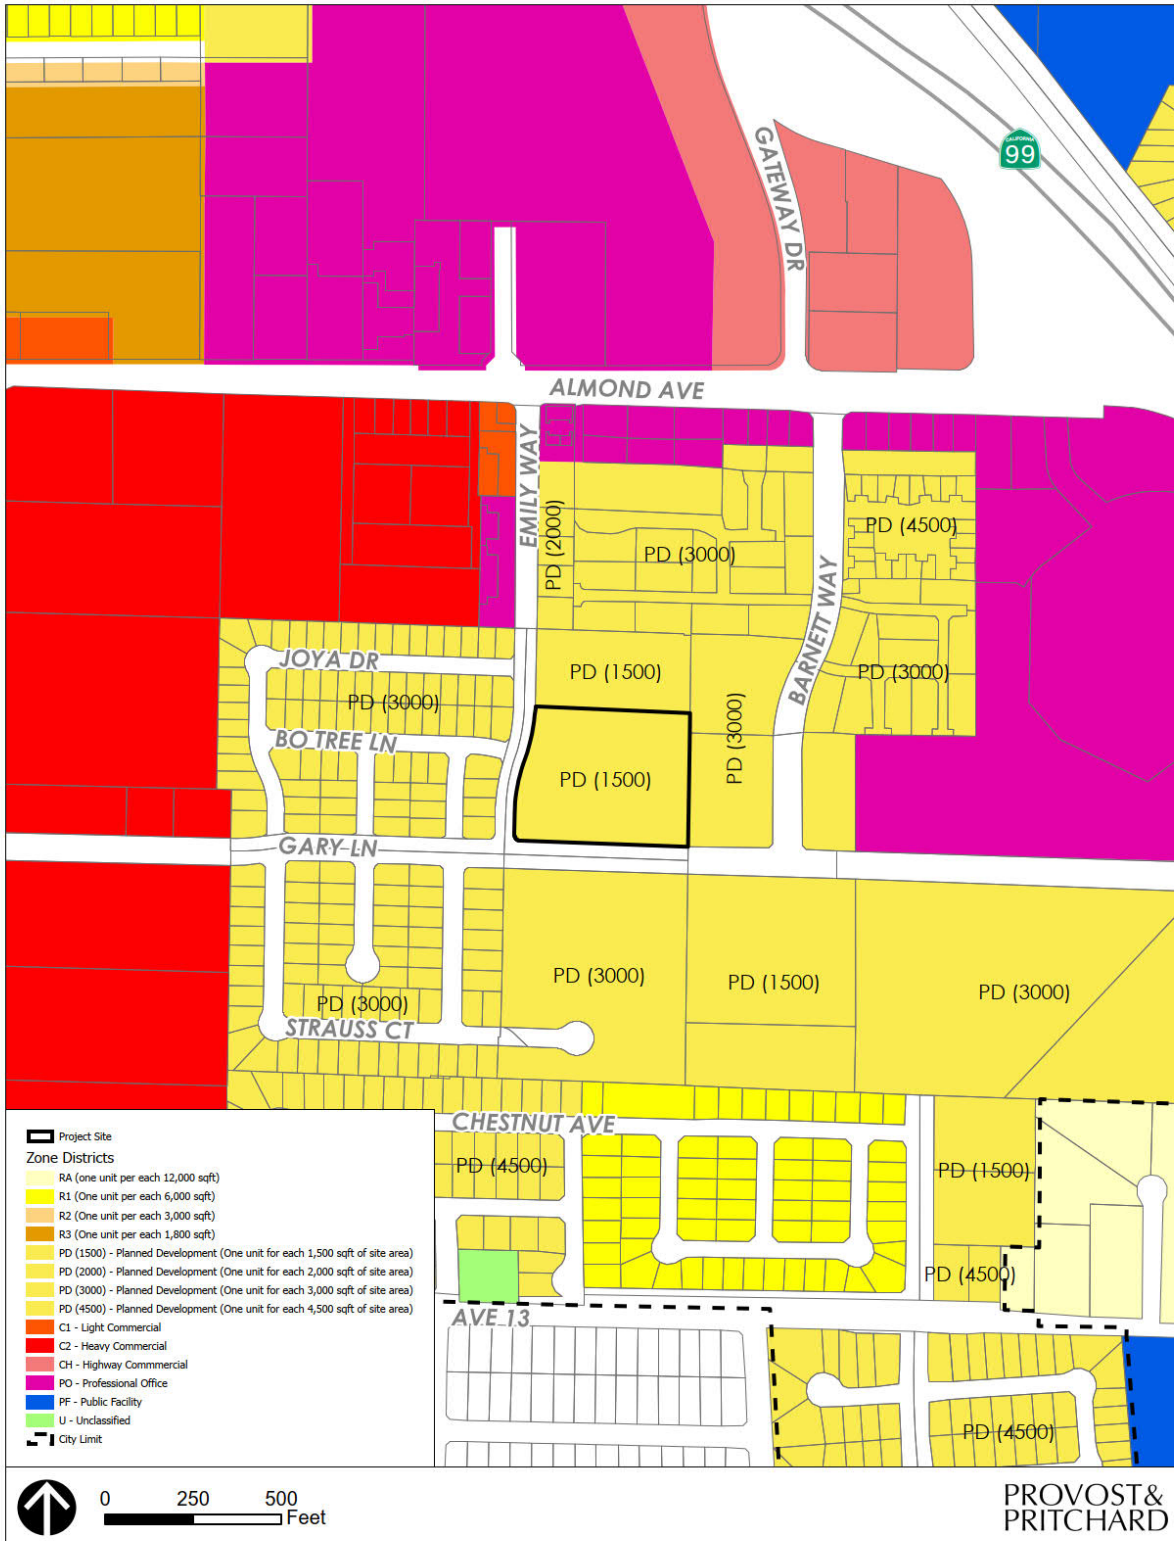 GATEWAY DR
CALIFORNIA
99
ALMOND AVE
EMILY WAY
PD (2000)
PD (3000)
PD (4500)
BARNETT WAY
JOYA DR
PD (1500)
PD (3000)
PD (3000)
PD (3000)
BO TREE LN
PD (1500)
GARY LN
PD (3000)
PD (1500)
PD (3000)
PD (3000)
STRAUSS CT
CHESTNUT AVE
PD (4500)
PD (1500)
PD (4500)
AVE 13
PD (4500)
Project Site
Zone Districts
RA (one unit per each 12,000 sqft)
R1 (One unit per each 6,000 sqft)
R2 (One unit per each 3,000 sqft)
R3 (One unit per each 1,800 sqft)
PD (1500) - Planned Development (One unit for each 1,500 sqft of site area)
PD (2000) - Planned Development (One unit for each 2,000 sqft of site area)
PD (3000) - Planned Development (One unit for each 3,000 sqft of site area)
PD (4500) - Planned Development (One unit for each 4,500 sqft of site area)
C1 - Light Commercial
C2 - Heavy Commercial
CH - Highway Commmercial
PO - Professional Office
PF - Public Facility
U - Unclassified
City Limit
0 250 500
Feet
PROVOST&
PRITCHARD